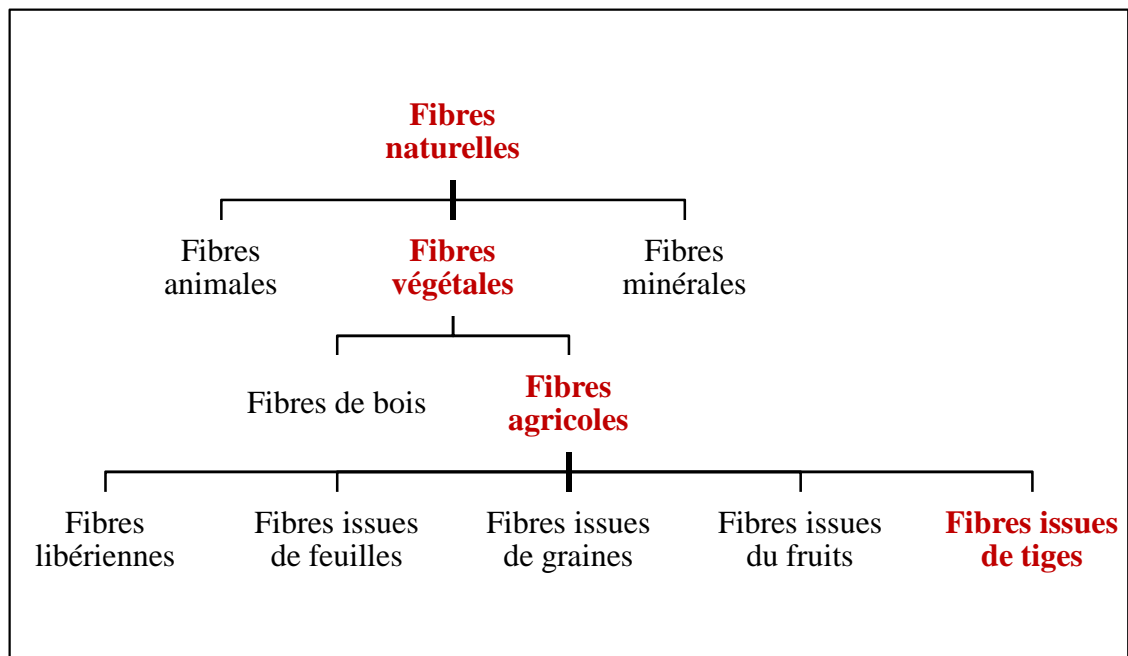 Fibres
naturelles
Fibres
animales
Fibres
végétales
Fibres
minérales
Fibres de bois
Fibres
agricoles
Fibres
libériennes
Fibres issues
de feuilles
Fibres issues
de graines
Fibres issues
du fruits
Fibres issues
de tiges